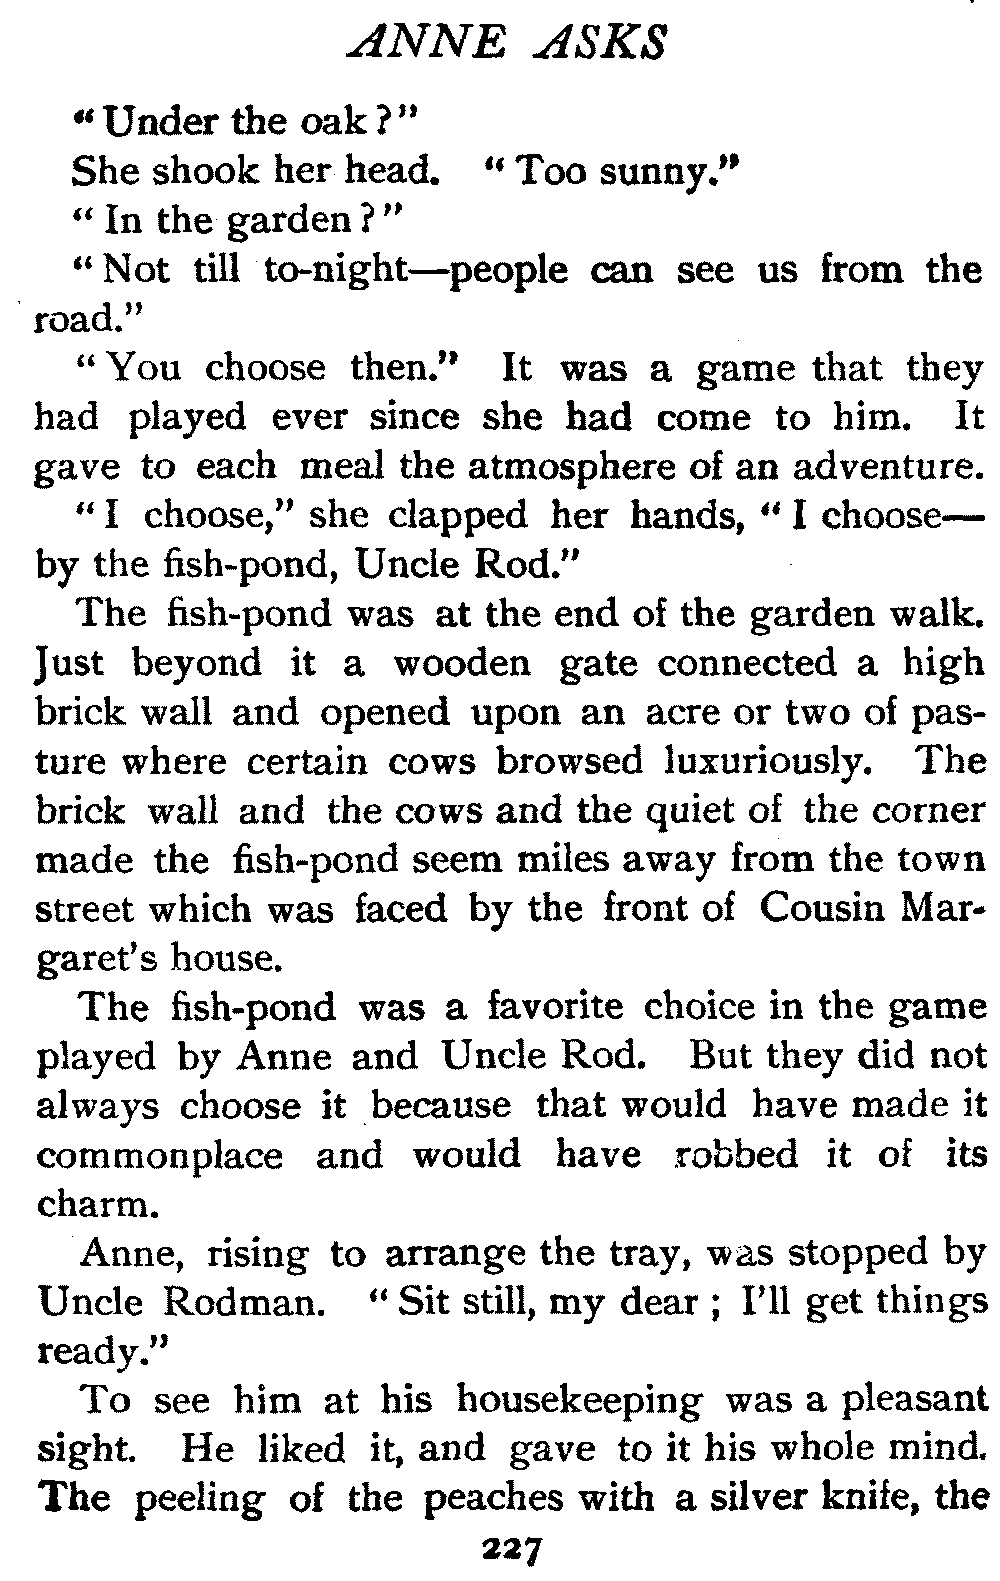 ANNE ASKS
“Under the oak?”
She shook her head. “Too sunny.”
“In the garden?”
“Not till to-night—people can see us from the
road.”
“You choose then.” It was a game that they
had played ever since she had come to him. It
gave to each meal the atmosphere of an adventure.
“I choose,” she clapped her hands, “I choose—
by the fish-pond, Uncle Rod.”
The fish-pond was at the end of the garden walk.
Just beyond it a wooden gate connected a high
brick wall and opened upon an acre or two of pas-
ture where certain cows browsed luxuriously. The
brick wall and the cows and the quiet of the corner
made the fish-pond seem miles away from the town
street which was faced by the front of Cousin Mar-
garet’s house.
The fish-pond was a favorite choice in the game
played by Anne and Uncle Rod. But they did not
always choose it because that would have made it
commonplace and would have robbed it of its
charm.
Anne, rising to arrange the tray, was stopped by
Uncle Rodman. “Sit still, my dear; I’ll get things
ready.”
To see him at his housekeeping was a pleasant
sight. He liked it, and gave to it his whole mind.
The peeling of the peaches with a silver knife, the
227